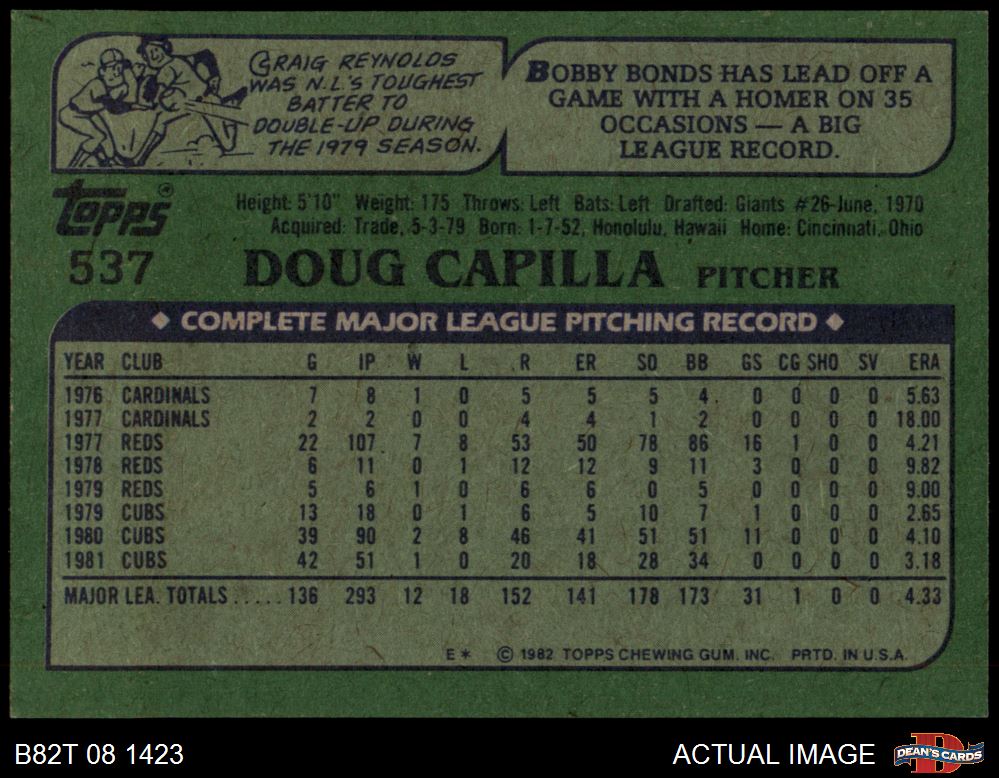 CRAIG REYNOLDS
WAS N.L.'S TOUGHEST
BATTER TO
DOUBLE-UP DURING
THE 1979 SEASON.
BOBBY BONDS HAS LEAD OFF A
GAME WITH A HOMER ON 35
OCCASIONS — A BIG
LEAGUE RECORD.
Topps®
Height: 5'10" Weight: 175 Throws: Left Bats: Left Drafted: Giants #26-June, 1970
Acquired: Trade, 5-3-79 Born: 1-7-52, Honolulu, Hawaii Home: Cincinnati, Ohio
537 DOUG CAPILLA PITCHER
◆ COMPLETE MAJOR LEAGUE PITCHING RECORD ◆
YEAR CLUB G IP W L R ER SO BB GS CG SHO SV ERA
1976 CARDINALS 7 8 1 0 5 5 5 4 0 0 0 0 5.63
1977 CARDINALS 2 2 0 0 4 4 1 2 0 0 0 0 18.00
1977 REDS 22 107 7 8 53 50 78 86 16 1 0 0 4.21
1978 REDS 6 11 0 1 12 12 9 11 3 0 0 0 9.82
1979 REDS 5 6 1 0 6 6 0 5 0 0 0 0 9.00
1979 CUBS 13 18 0 1 6 5 10 7 1 0 0 0 2.65
1980 CUBS 39 90 2 8 46 41 51 51 11 0 0 0 4.10
1981 CUBS 42 51 1 0 20 18 28 34 0 0 0 0 3.18
MAJOR LEA. TOTALS ..... 136 293 12 18 152 141 178 173 31 1 0 0 4.33
E* © 1982 TOPPS CHEWING GUM. INC. PRTD. IN U.S.A.
B82T 08 1423 ACTUAL IMAGE DEAN'S CARDS